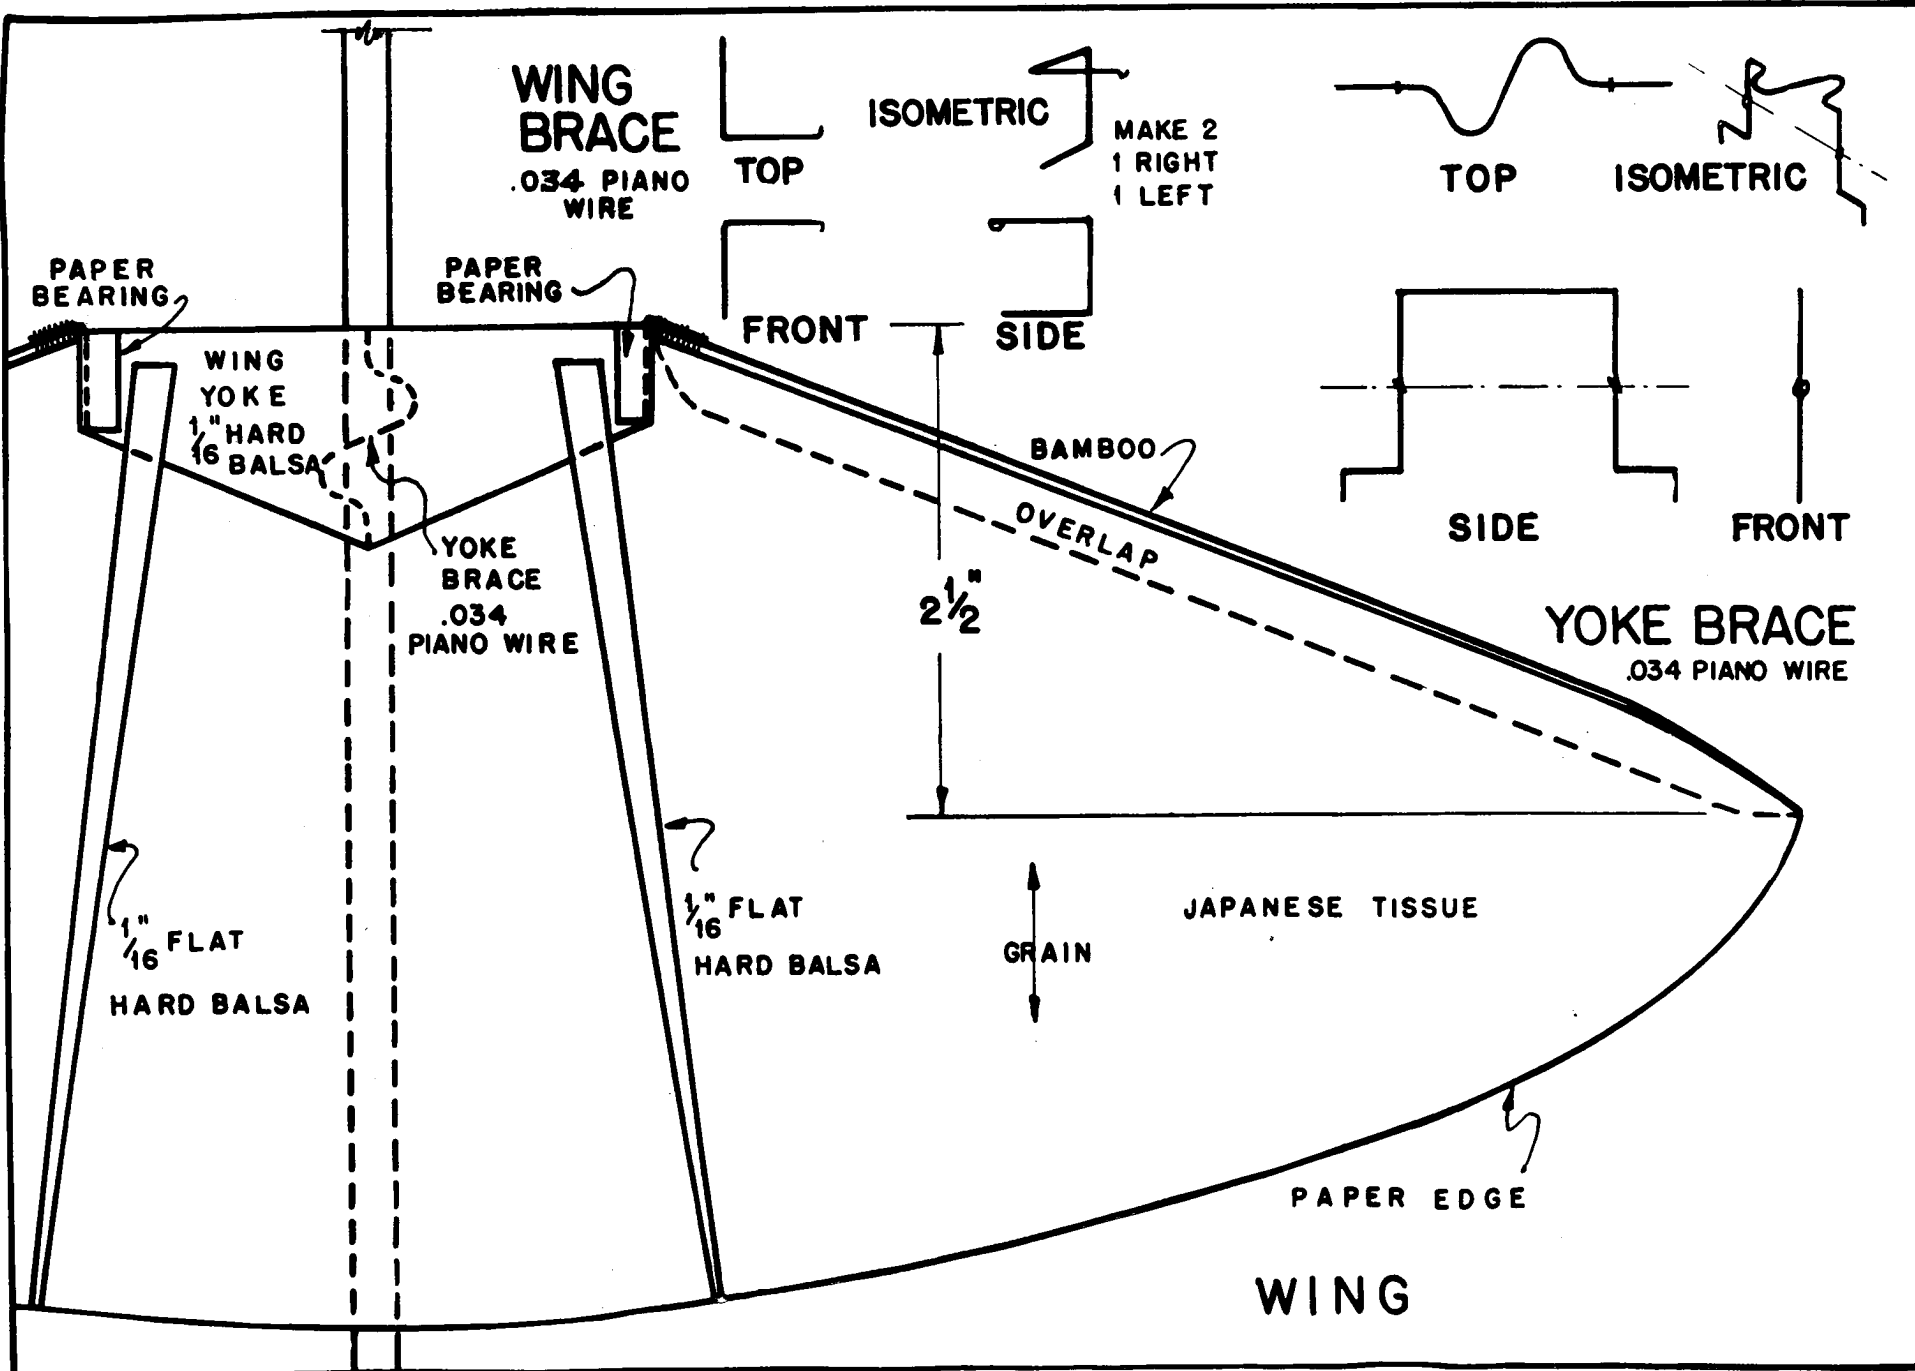 WING
BRACE
.034 PIANO
WIRE
TOP
ISOMETRIC
MAKE 2
1 RIGHT
1 LEFT
FRONT
SIDE
TOP
ISOMETRIC
SIDE
FRONT
YOKE BRACE
.034 PIANO WIRE
PAPER
BEARING
PAPER
BEARING
WING
YOKE
1/16" HARD
BALSA
YOKE
BRACE
.034
PIANO WIRE
BAMBOO
OVERLAP
2 1/2"
1/16" FLAT
HARD BALSA
1/16" FLAT
HARD BALSA
GRAIN
JAPANESE TISSUE
PAPER EDGE
WING